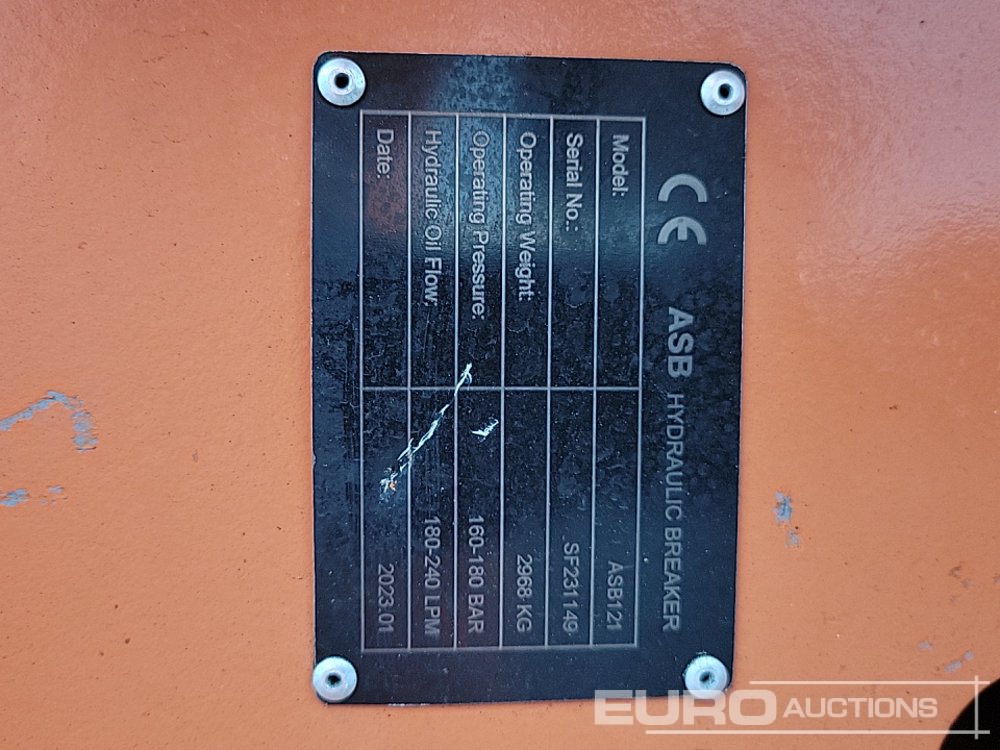 CE ASB HYDRAULIC BREAKER
Model: ASB121
Serial No.: SF231149
Operating Weight: 2968 KG
Operating Pressure: 160-180 BAR
Hydraulic Oil Flow: 180-240 LPM
Date: 2023.01
EURO AUCTIONS